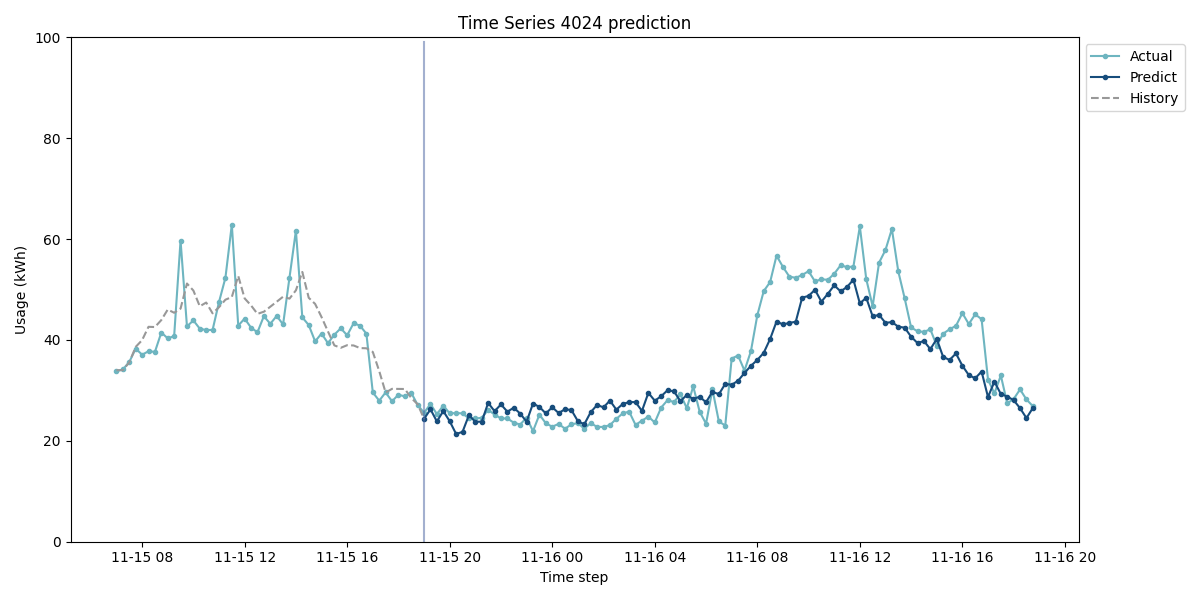 Time Series 4024 prediction
100
80
60
40
20
0
Usage (kWh)
11-15 08
11-15 12
11-15 16
11-15 20
11-16 00
11-16 04
11-16 08
11-16 12
11-16 16
11-16 20
Time step
Actual
Predict
History